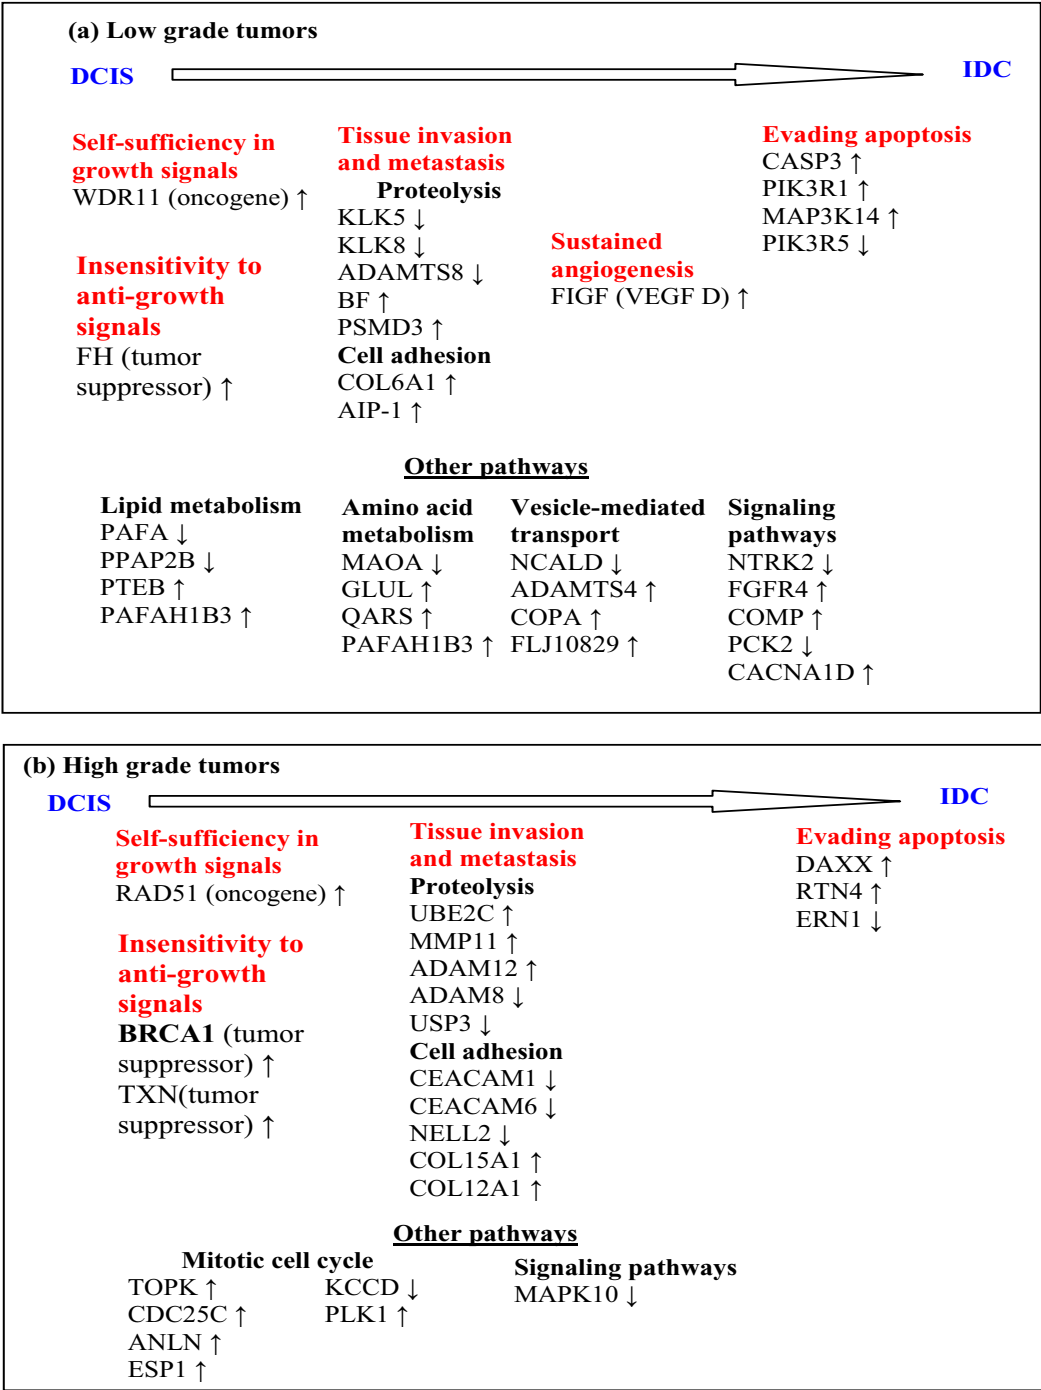 (a) Low grade tumors
DCIS
IDC
Self-sufficiency in
growth signals
WDR11 (oncogene) ↑
Insensitivity to
anti-growth
signals
FH (tumor
suppressor) ↑
Tissue invasion
and metastasis
Proteolysis
KLK5 ↓
KLK8 ↓
ADAMTS8 ↓
BF ↑
PSMD3 ↑
Cell adhesion
COL6A1 ↑
AIP-1 ↑
Sustained
angiogenesis
FIGF (VEGF D) ↑
Evading apoptosis
CASP3 ↑
PIK3R1 ↑
MAP3K14 ↑
PIK3R5 ↓
Other pathways
Lipid metabolism
PAFA ↓
PPAP2B ↓
PTEB ↑
PAFAH1B3 ↑
Amino acid
metabolism
MAOA ↓
GLUL ↑
QARS ↑
PAFAH1B3 ↑
Vesicle-mediated
transport
NCALD ↓
ADAMTS4 ↑
COPA ↑
FLJ10829 ↑
Signaling
pathways
NTRK2 ↓
FGFR4 ↑
COMP ↑
PCK2 ↓
CACNA1D ↑
(b) High grade tumors
DCIS
IDC
Self-sufficiency in
growth signals
RAD51 (oncogene) ↑
Insensitivity to
anti-growth
signals
BRCA1 (tumor
suppressor) ↑
TXN(tumor
suppressor) ↑
Tissue invasion
and metastasis
Proteolysis
UBE2C ↑
MMP11 ↑
ADAM12 ↑
ADAM8 ↓
USP3 ↓
Cell adhesion
CEACAM1 ↓
CEACAM6 ↓
NELL2 ↓
COL15A1 ↑
COL12A1 ↑
Evading apoptosis
DAXX ↑
RTN4 ↑
ERN1 ↓
Other pathways
Mitotic cell cycle
TOPK ↑
CDC25C ↑
ANLN ↑
ESP1 ↑
KCCD ↓
PLK1 ↑
Signaling pathways
MAPK10 ↓